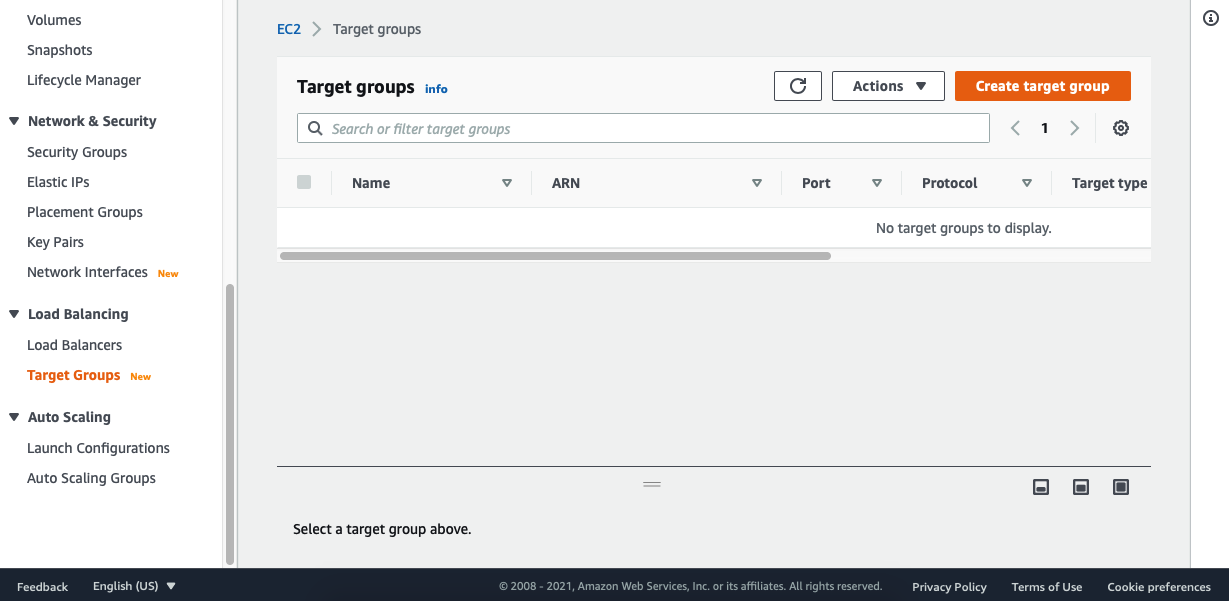 Volumes
Snapshots
Lifecycle Manager
Network & Security
Security Groups
Elastic IPs
Placement Groups
Key Pairs
Network Interfaces New
Load Balancing
Load Balancers
Target Groups New
Auto Scaling
Launch Configurations
Auto Scaling Groups
EC2 Target groups
Target groups info
Actions
Create target group
Search or filter target groups
1
Name ARN Port Protocol Target type
No target groups to display.
Select a target group above.
Feedback English (US) © 2008 - 2021, Amazon Web Services, Inc. or its affiliates. All rights reserved. Privacy Policy Terms of Use Cookie preferences